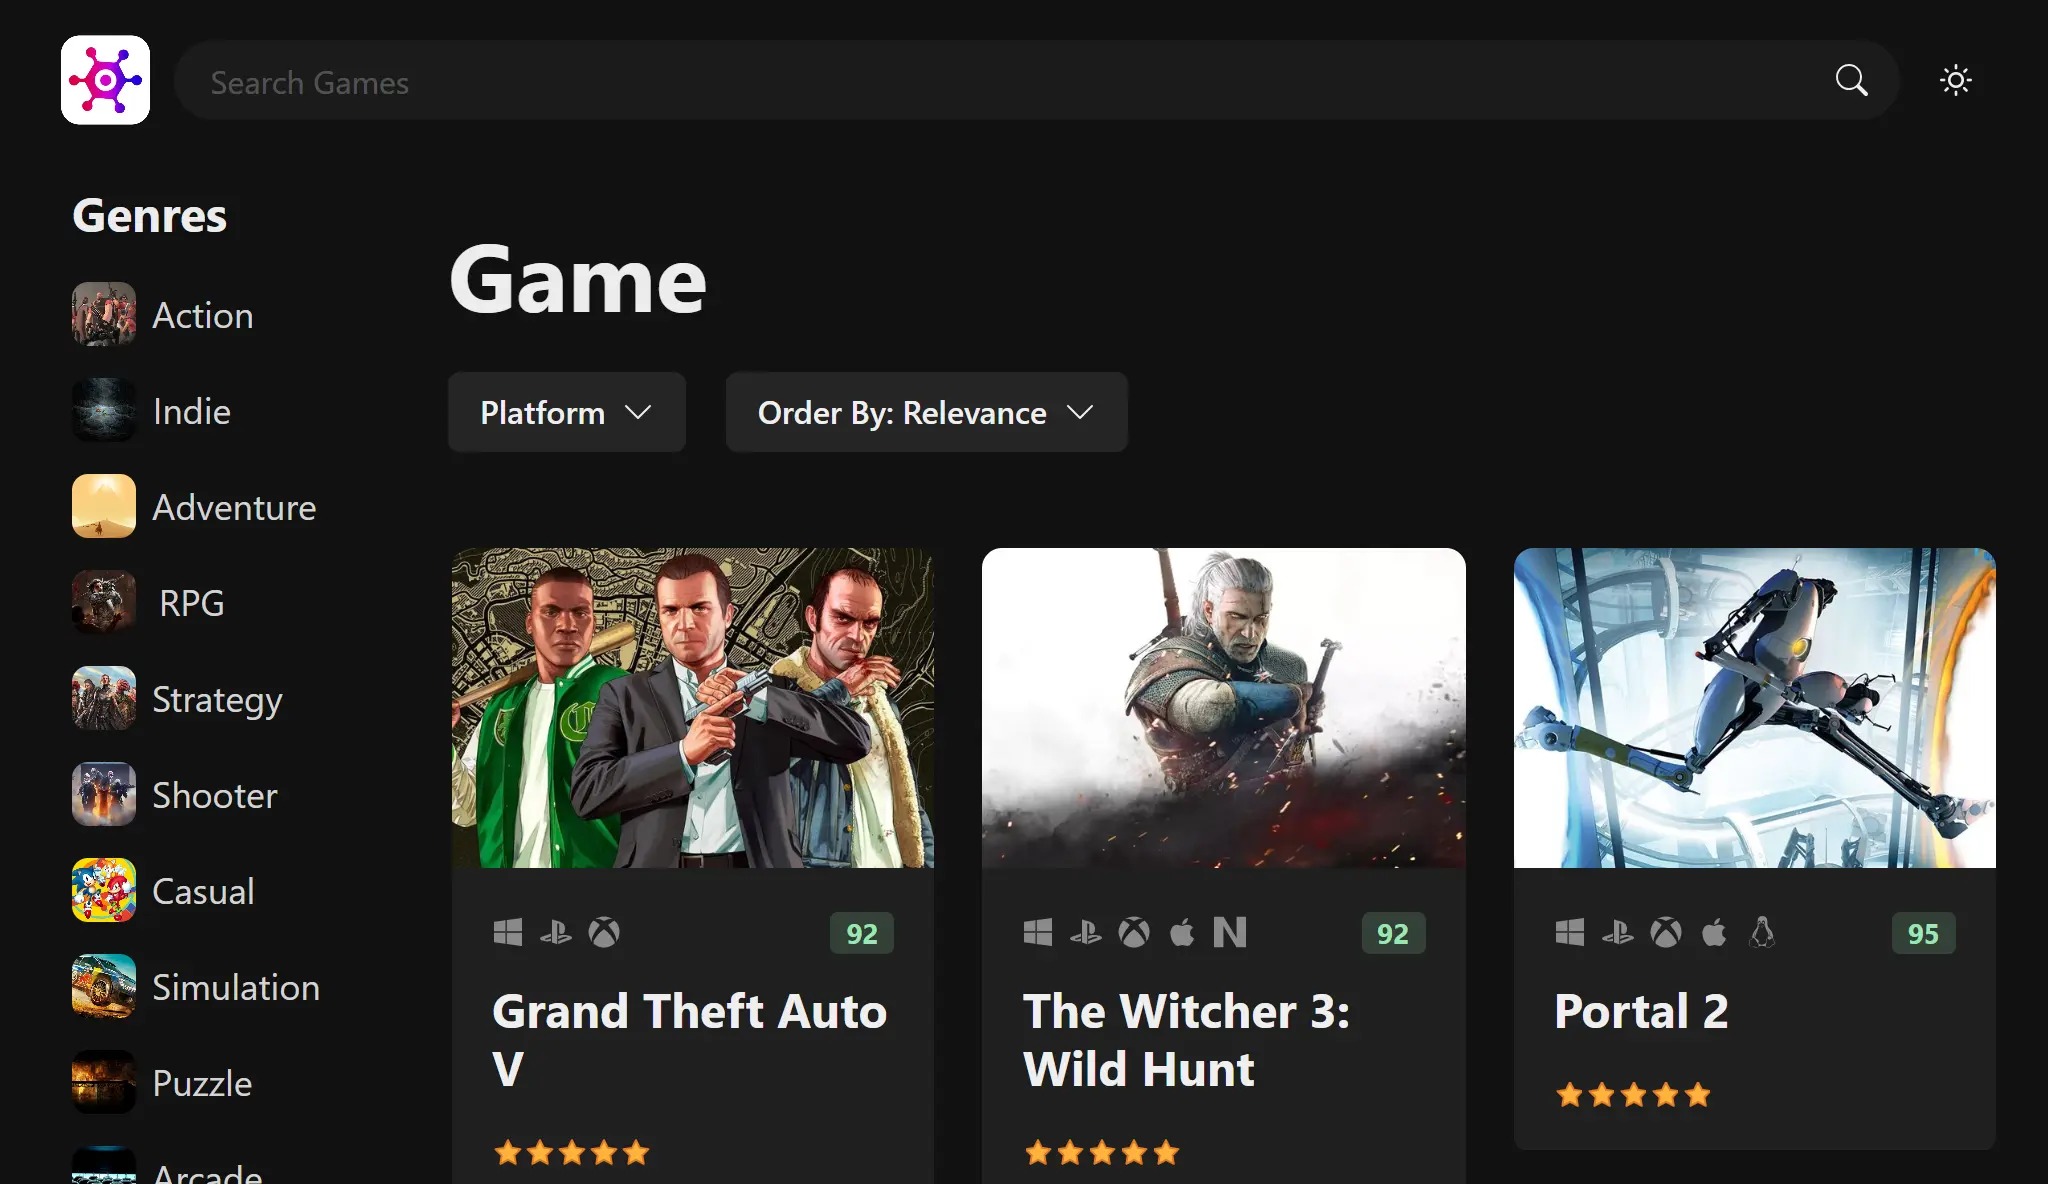 Search Games
Genres
Action
Indie
Adventure
RPG
Strategy
Shooter
Casual
Simulation
Puzzle
Arcade
Game
Platform
Order By: Relevance
92
Grand Theft Auto
V
92
The Witcher 3:
Wild Hunt
95
Portal 2